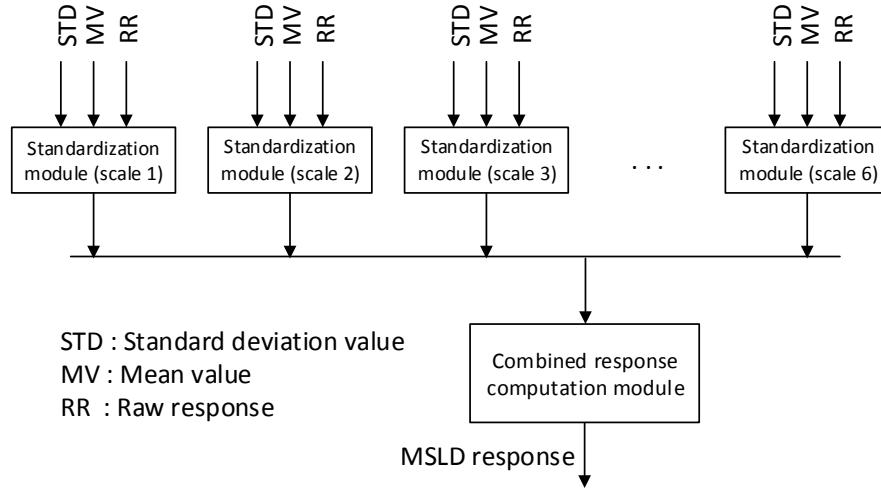 STD MV RR STD MV RR STD MV RR STD MV RR
Standardization module (scale 1)
Standardization module (scale 2)
Standardization module (scale 3)
. . .
Standardization module (scale 6)
STD : Standard deviation value
MV : Mean value
RR : Raw response
Combined response
computation module
MSLD response